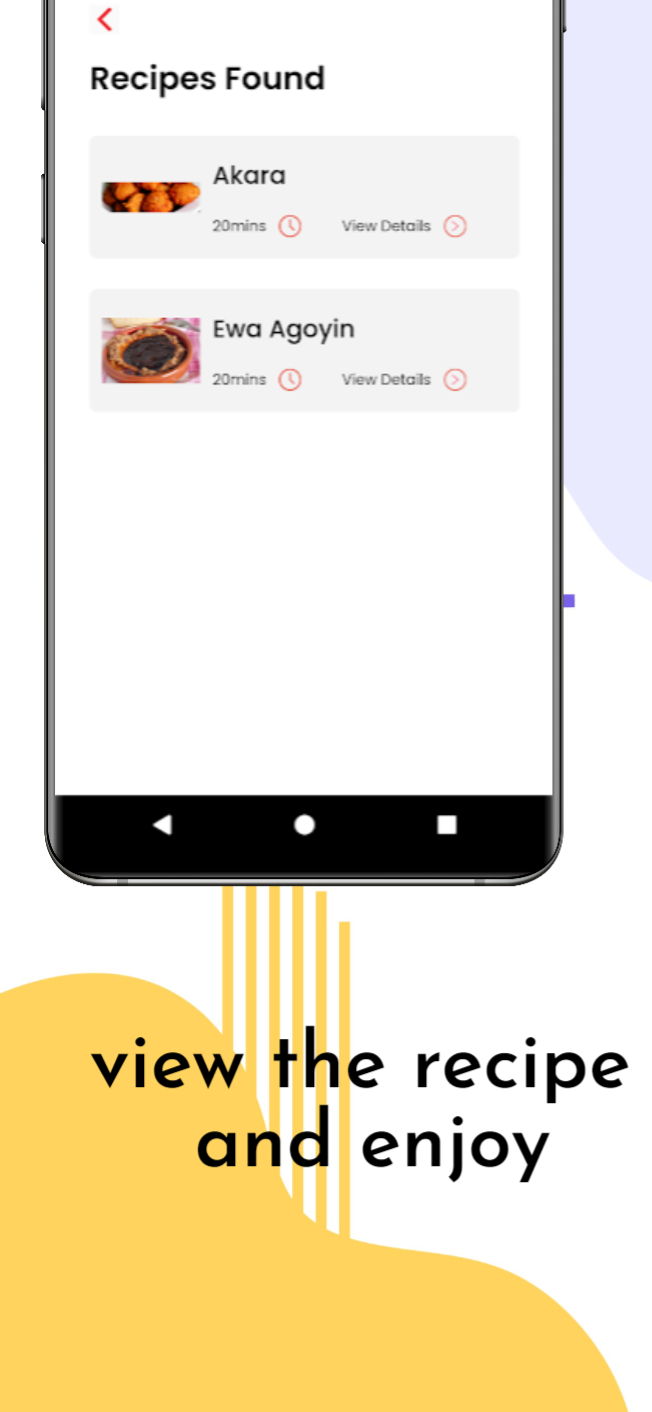 Recipes Found
Akara
20mins View Details
Ewa Agoyin
20mins View Details
view the recipe
and enjoy